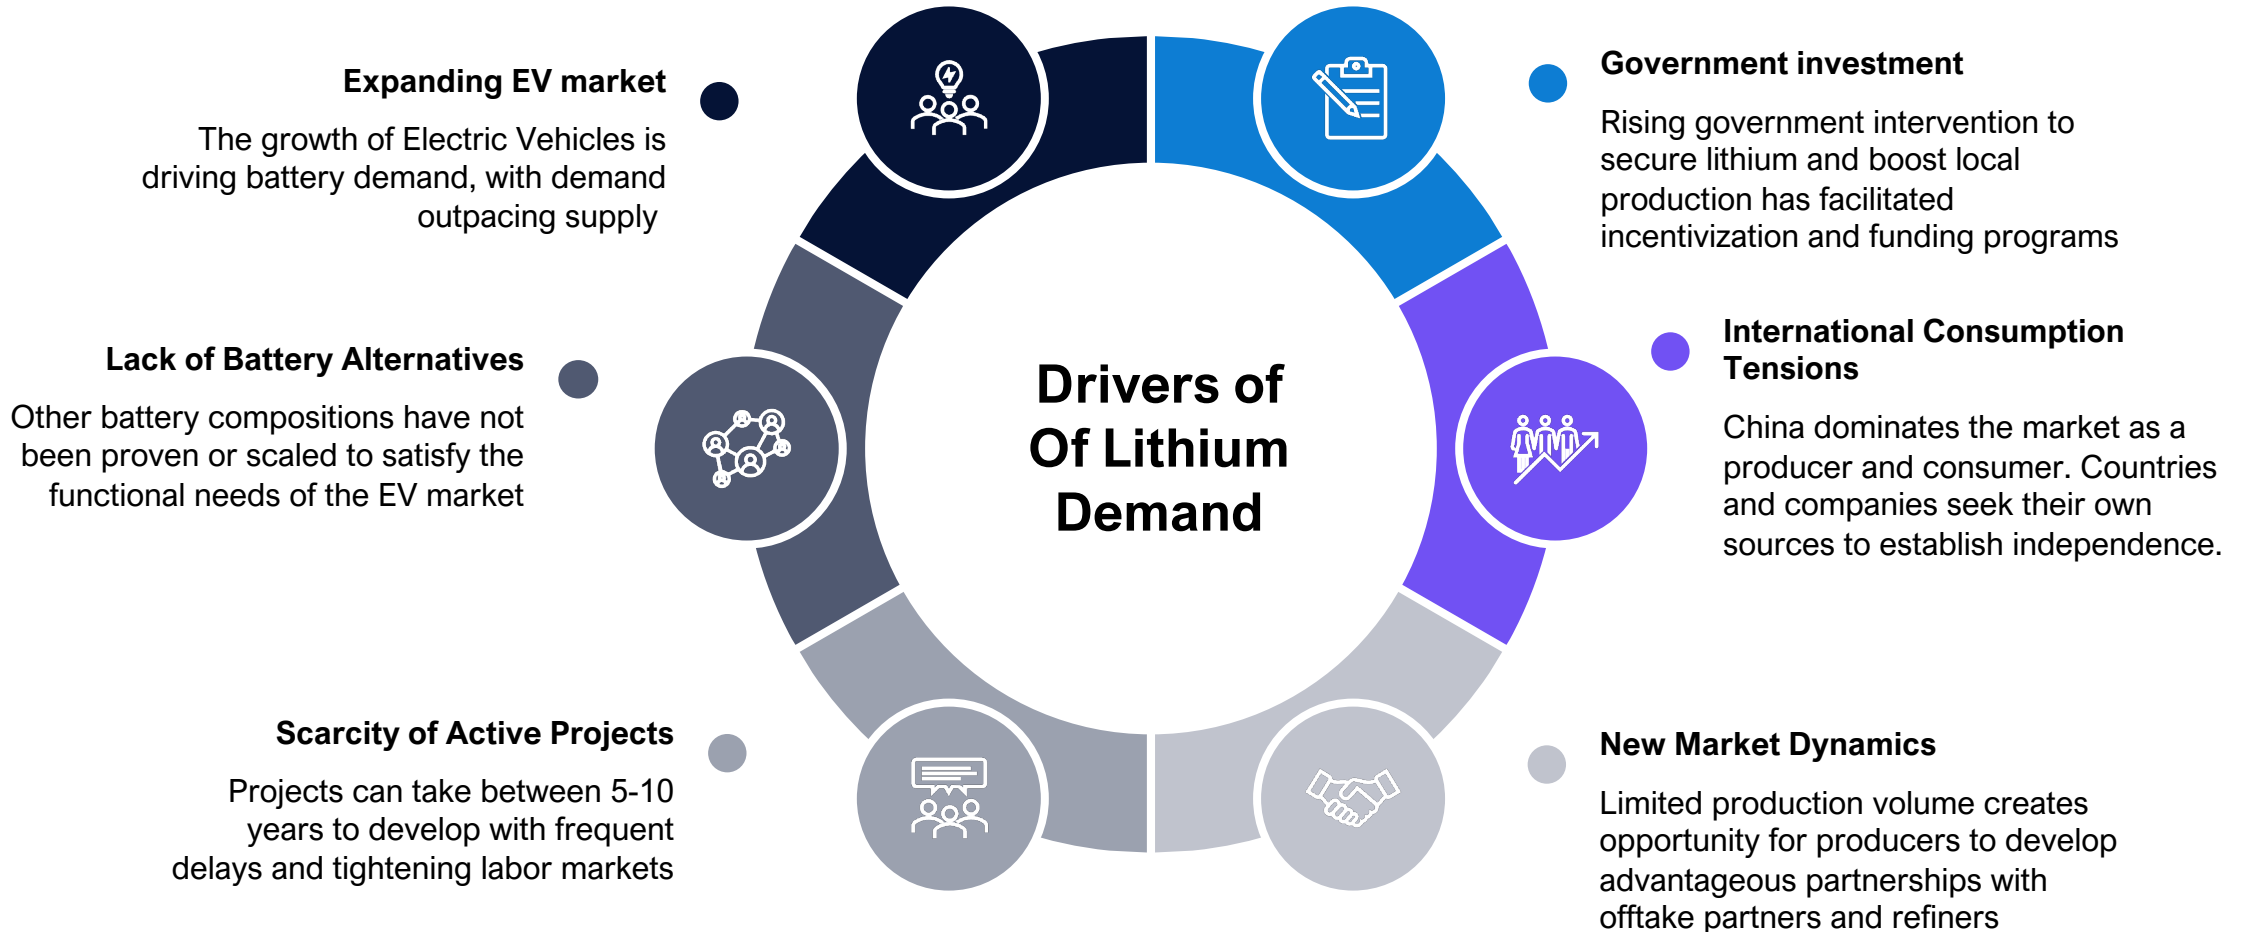 Expanding EV market
The growth of Electric Vehicles is
driving battery demand, with demand
outpacing supply
Lack of Battery Alternatives
Other battery compositions have not
been proven or scaled to satisfy the
functional needs of the EV market
Scarcity of Active Projects
Projects can take between 5-10
years to develop with frequent
delays and tightening labor markets
Drivers of
Of Lithium
Demand
Government investment
Rising government intervention to
secure lithium and boost local
production has facilitated
incentivization and funding programs
International Consumption
Tensions
China dominates the market as a
producer and consumer. Countries
and companies seek their own
sources to establish independence.
New Market Dynamics
Limited production volume creates
opportunity for producers to develop
advantageous partnerships with
offtake partners and refiners